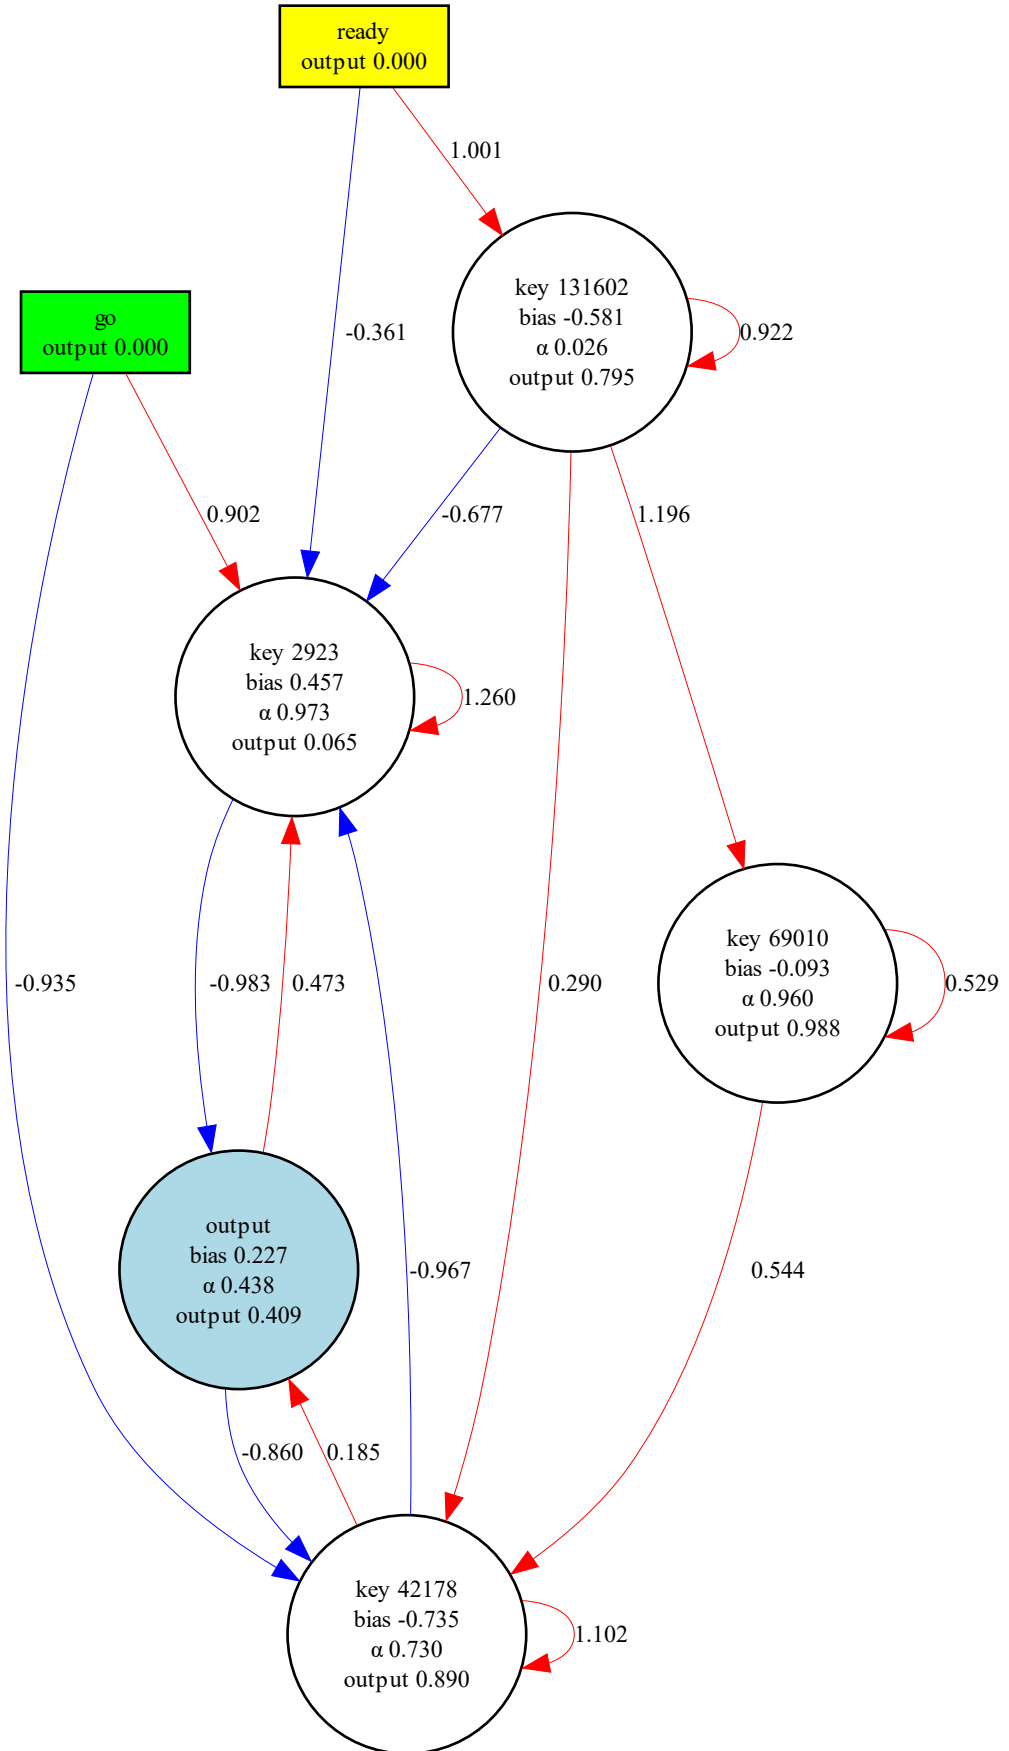 ready
output 0.000
1.001
key 131602
bias -0.581
α 0.026
output 0.795
0.922
go
output 0.000
-0.361
0.902
-0.677
1.196
key 2923
bias 0.457
α 0.973
output 0.065
1.260
-0.935
-0.983
0.473
0.290
key 69010
bias -0.093
α 0.960
output 0.988
0.529
output
bias 0.227
α 0.438
output 0.409
-0.967
0.544
-0.860
0.185
key 42178
bias -0.735
α 0.730
output 0.890
1.102